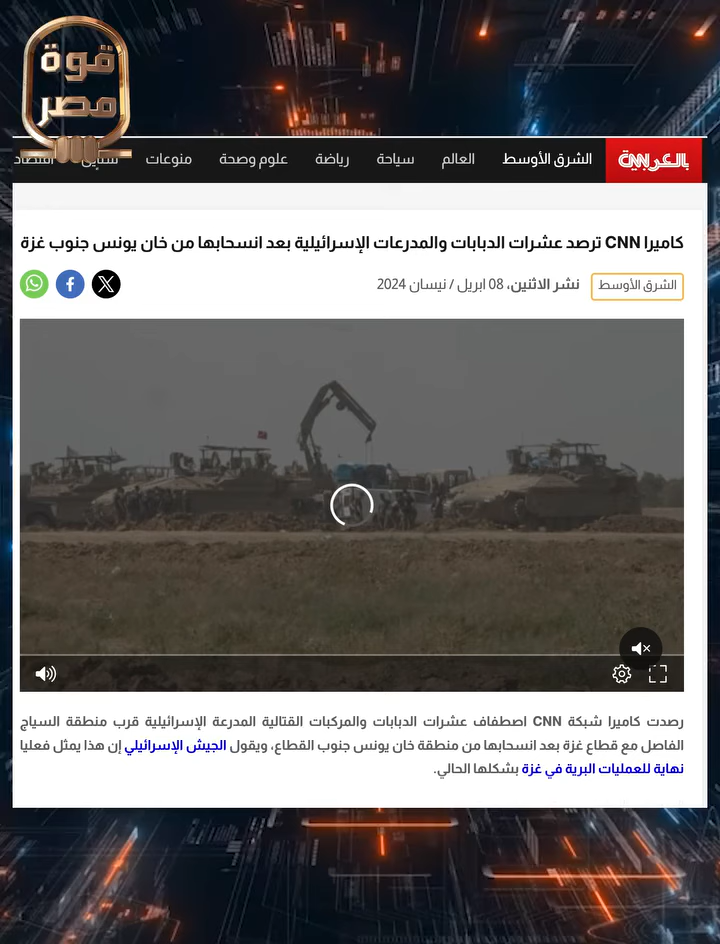 قوة
مصر
بالعربية CNN
الشرق الأوسط العالم سياحة رياضة علوم وصحة منوعات ستايل اقتصاد
كاميرا CNN ترصد عشرات الدبابات والمدرعات الإسرائيلية بعد انسحابها من خان يونس جنوب غزة
الشرق الأوسط نشر الاثنين، 08 ابريل / نيسان 2024
رصدت كاميرا شبكة CNN اصطفاف عشرات الدبابات والمركبات القتالية المدرعة الإسرائيلية قرب منطقة السياج
الفاصل مع قطاع غزة بعد انسحابها من منطقة خان يونس جنوب القطاع، ويقول الجيش الإسرائيلي إن هذا يمثل فعليا
نهاية للعمليات البرية في غزة بشكلها الحالي.